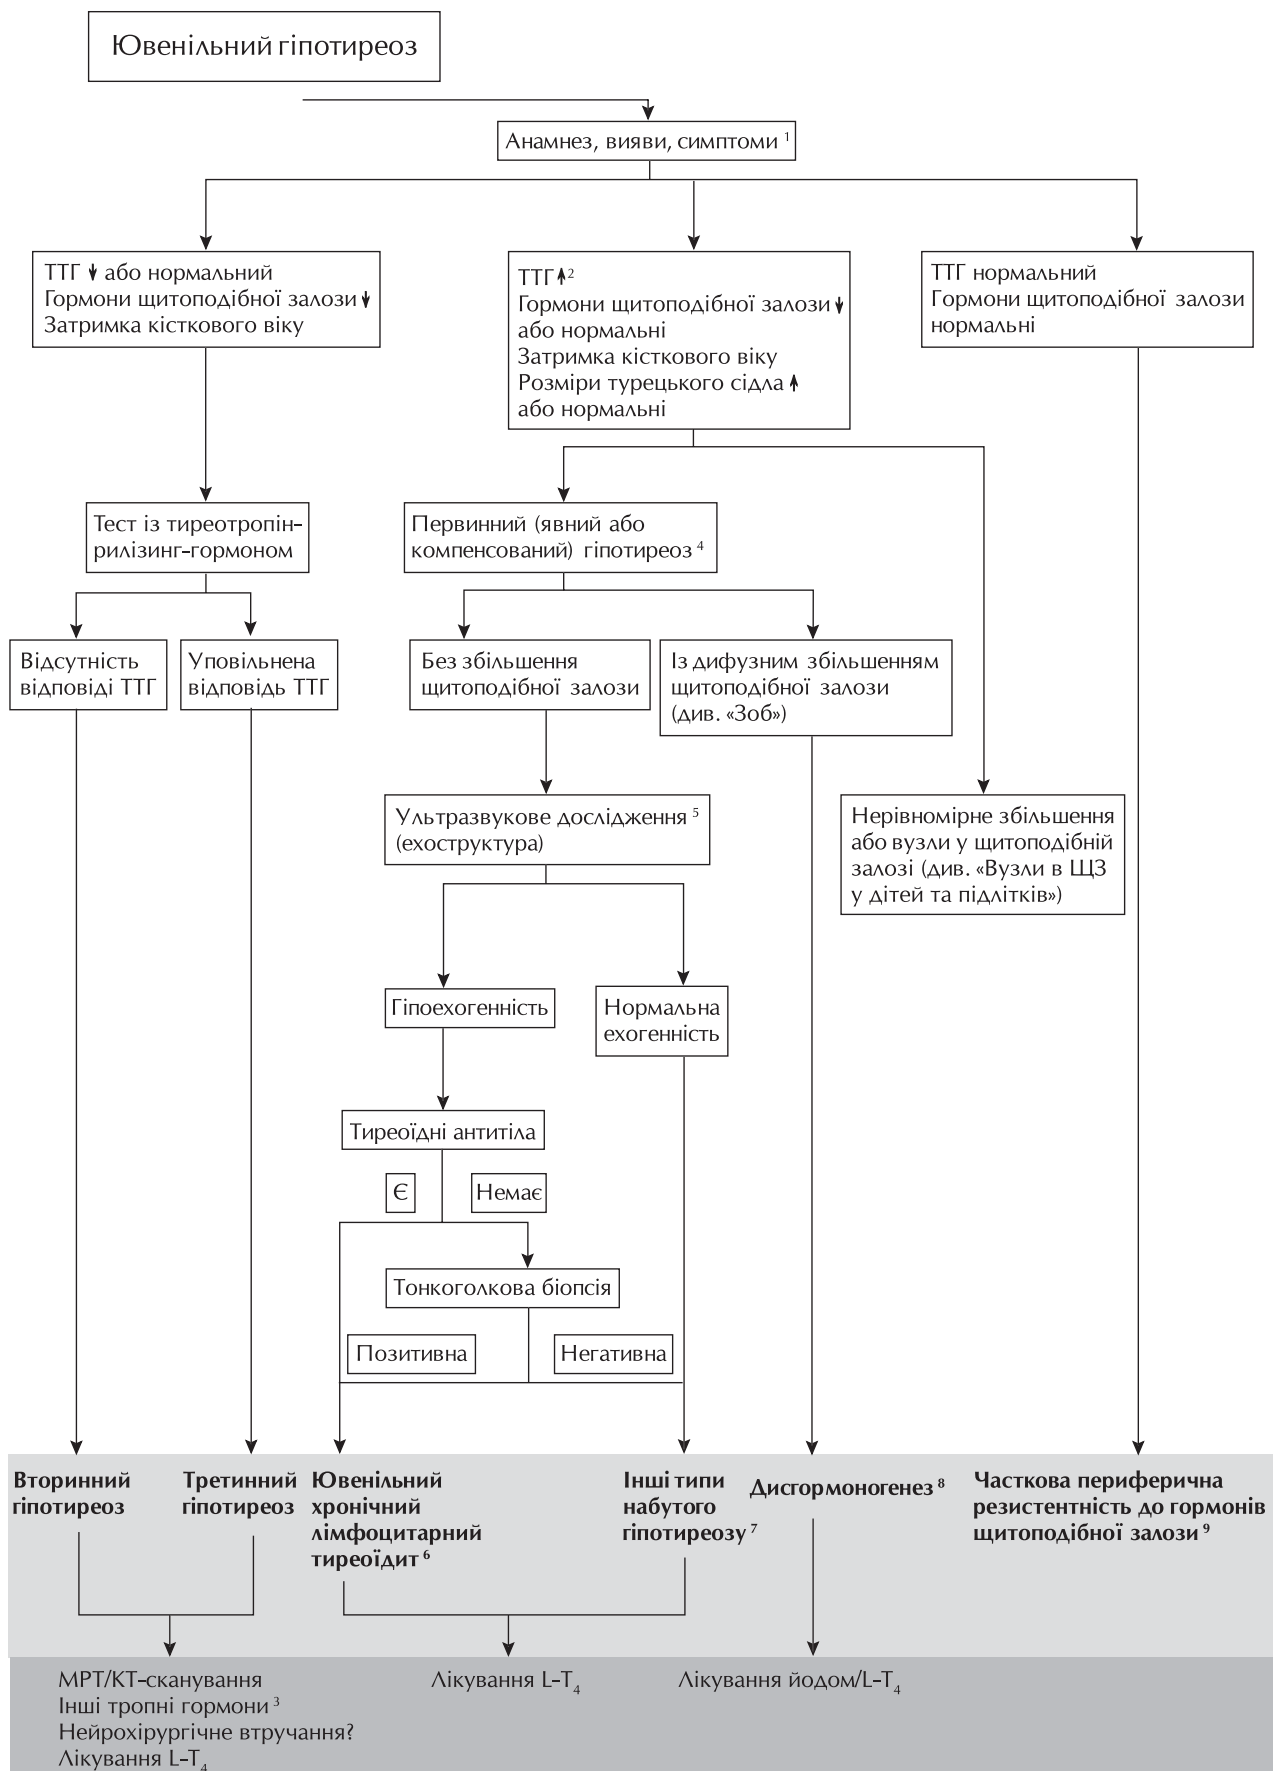 Ювенільний гіпотиреоз
Анамнез, вияви, симптоми 1
ТТГ ↓ або нормальний
Гормони щитоподібної залози ↓
Затримка кісткового віку
ТТГ ↑ 2
Гормони щитоподібної залози ↓
або нормальні
Затримка кісткового віку
Розміри турецького сідла ↑
або нормальні
ТТГ нормальний
Гормони щитоподібної залози
нормальні
Тест із тиреотропін-
рилізинг-гормоном
Первинний (явний або
компенсований) гіпотиреоз 4
Відсутність
відповіді ТТГ
Уповільнена
відповідь ТТГ
Без збільшення
щитоподібної залози
Із дифузним збільшенням
щитоподібної залози
(див. «Зоб»)
Ультразвукове дослідження 5
(ехоструктура)
Нерівномірне збільшення
або вузли у щитоподібній
залозі (див. «Вузли в ЩЗ
у дітей та підлітків»)
Гіпоехогенність
Нормальна
ехогенність
Тиреоїдні антитіла
Є
Немає
Тонкоголкова біопсія
Позитивна
Негативна
Вторинний
гіпотиреоз
Третинний
гіпотиреоз
Ювенільний
хронічний
лімфоцитарний
тиреоїдит 6
Інші типи
набутого
гіпотиреозу 7
Дисгормоногенез 8
Часткова периферична
резистентність до гормонів
щитоподібної залози 9
МРТ/КТ-сканування
Інші тропні гормони 3
Нейрохірургічне втручання?
Лікування L-T4
Лікування L-T4
Лікування йодом/L-T4